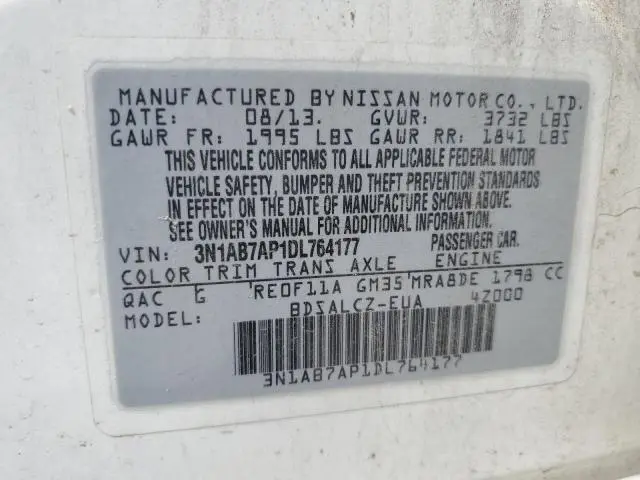 MANUFACTURED BY NISSAN MOTOR CO., LTD.
DATE: 08/13. GVWR: 3732 LBS
GAWR FR: 1995 LBS GAWR RR: 1841 LBS
THIS VEHICLE CONFORMS TO ALL APPLICABLE FEDERAL MOTOR
VEHICLE SAFETY, BUMPER AND THEFT PREVENTION STANDARDS
IN EFFECT ON THE DATE OF MANUFACTURE SHOWN ABOVE.
SEE OWNER'S MANUAL FOR ADDITIONAL INFORMATION.
VIN: 3N1AB7AP1DL764177 PASSENGER CAR.
COLOR TRIM TRANS AXLE ENGINE
QAC G RE0F11A GM35 MRA8DE 1798 CC
MODEL: BDSALCZ-EUA 4Z000
3N1AB7AP1DL764177